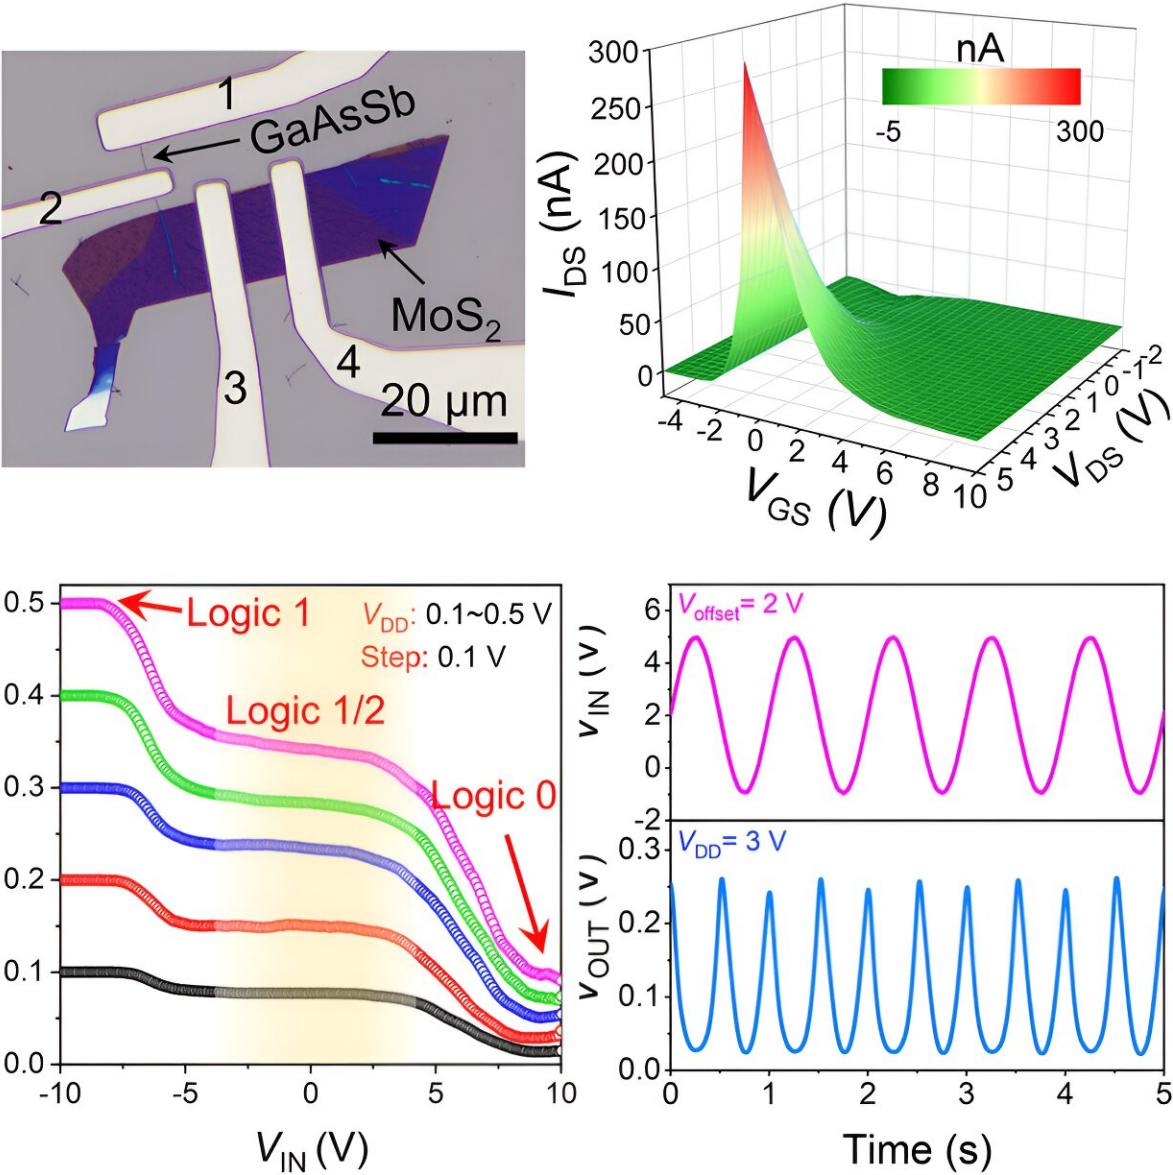 1
GaAsSb
2
MoS2
3
4
20 μm
300
250
200
150
100
50
0
IDS (nA)
nA
-5 300
-4 -2 0 2 4 6 8 10
VGS (V)
5 4 3 2 1 0 -1 -2
VDS (V)
0.5
0.4
0.3
0.2
0.1
0.0
Logic 1
VDD: 0.1~0.5 V
Step: 0.1 V
Logic 1/2
Logic 0
-10 -5 0 5 10
VIN (V)
6
4
2
0
-2
vIN (v)
Voffset= 2 V
0.3
0.2
0.1
0.0
vOUT (v)
VDD= 3 V
0 1 2 3 4 5
Time (s)